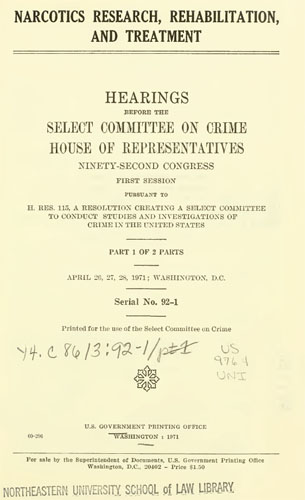 NARCOTICS RESEARCH, REHABILITATION,
AND TREATMENT
HEARINGS
BEFORE THE
SELECT COMMITTEE ON CRIME
HOUSE OF REPRESENTATIVES
NINETY-SECOND CONGRESS
FIRST SESSION
PURSUANT TO
H. RES. 115, A RESOLUTION CREATING A SELECT COMMITTEE
TO CONDUCT STUDIES AND INVESTIGATIONS OF
CRIME IN THE UNITED STATES
PART 1 OF 2 PARTS
APRIL 26, 27, 28, 1971; WASHINGTON, D.C.
Serial No. 92-1
Printed for the use of the Select Committee on Crime
Y4. C 86/3:92-1/pt 1
US
976.1
UNI
U.S. GOVERNMENT PRINTING OFFICE
60-296 WASHINGTON : 1971
For sale by the Superintendent of Documents, U.S. Government Printing Office
Washington, D.C., 20402 - Price $1.50
NORTHEASTERN UNIVERSITY, SCHOOL of LAW LIBRARY